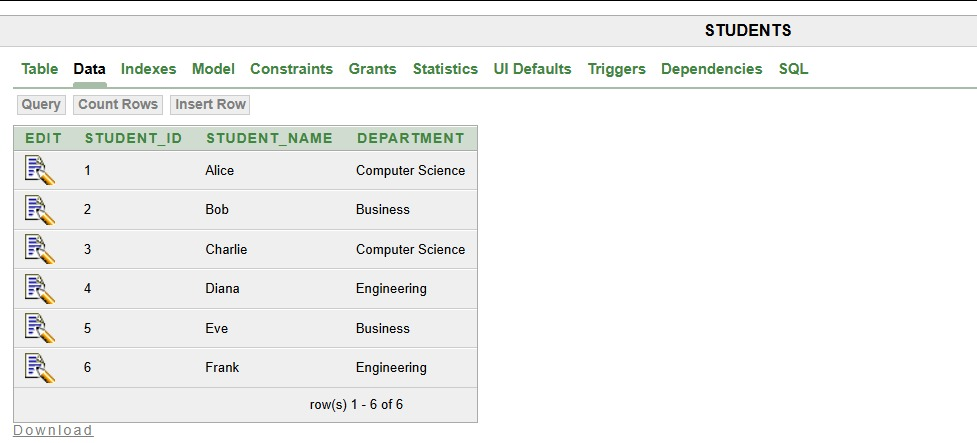 STUDENTS
Table Data Indexes Model Constraints Grants Statistics UI Defaults Triggers Dependencies SQL
Query Count Rows Insert Row
EDIT STUDENT_ID STUDENT_NAME DEPARTMENT
1 Alice Computer Science
2 Bob Business
3 Charlie Computer Science
4 Diana Engineering
5 Eve Business
6 Frank Engineering
row(s) 1 - 6 of 6
Download